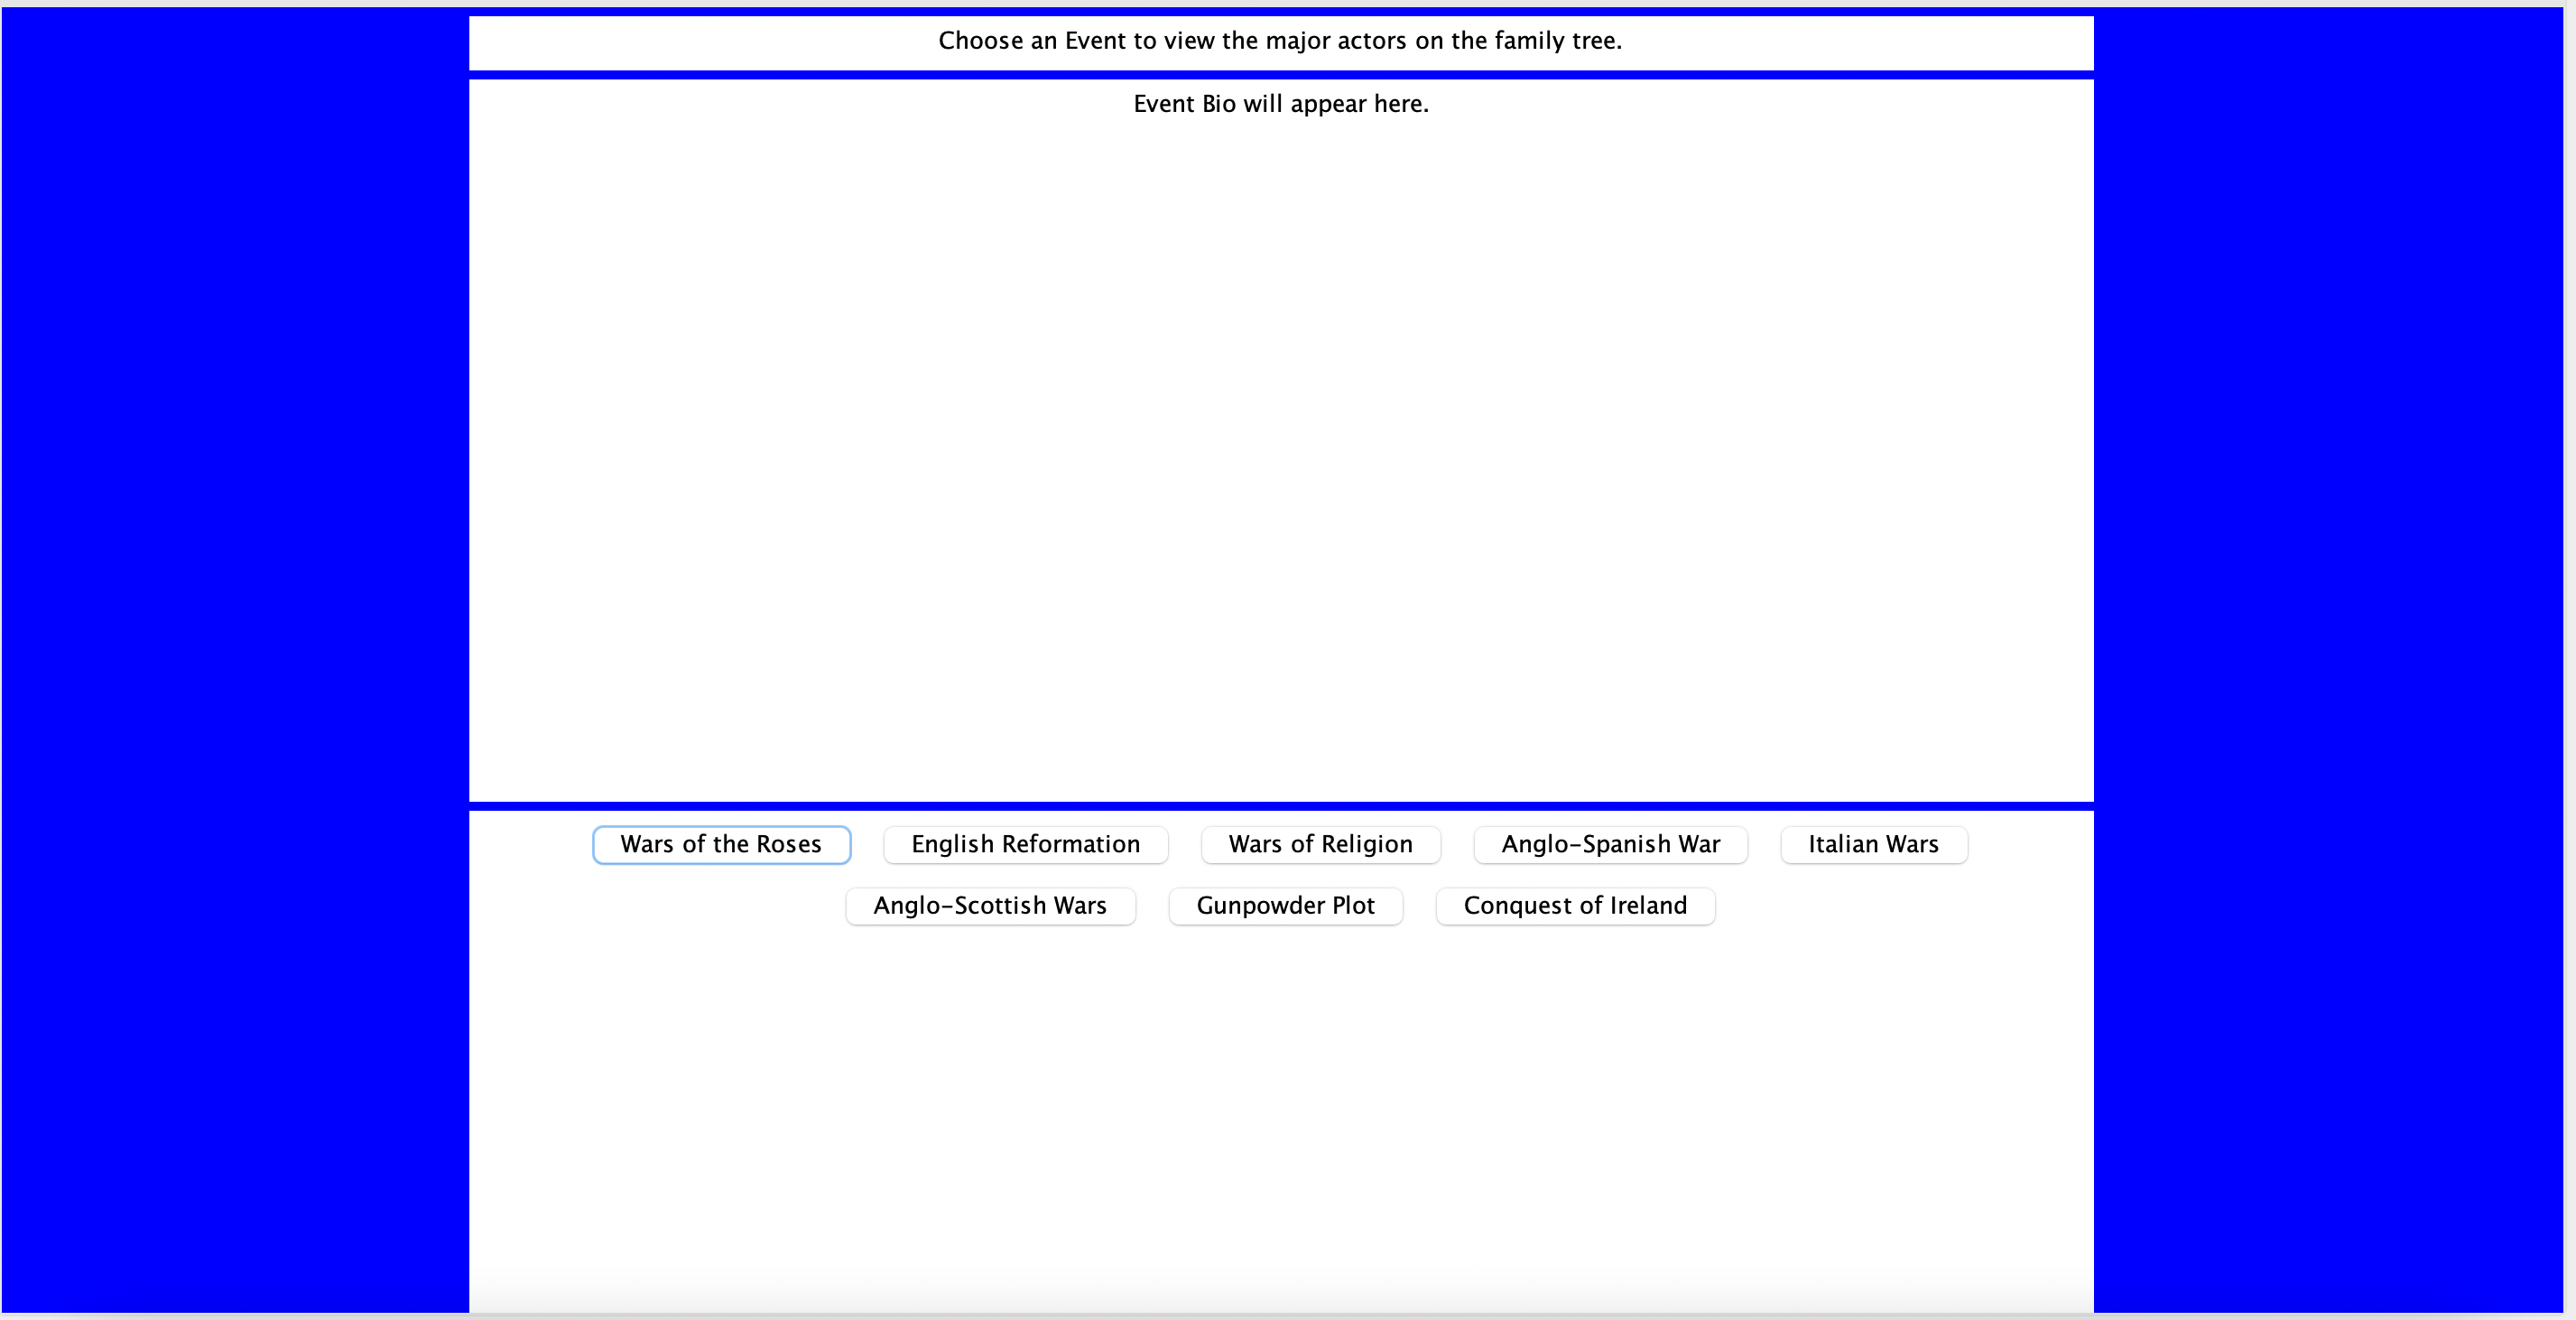 Choose an Event to view the major actors on the family tree.
Event Bio will appear here.
Wars of the Roses English Reformation Wars of Religion Anglo-Spanish War Italian Wars
Anglo-Scottish Wars Gunpowder Plot Conquest of Ireland